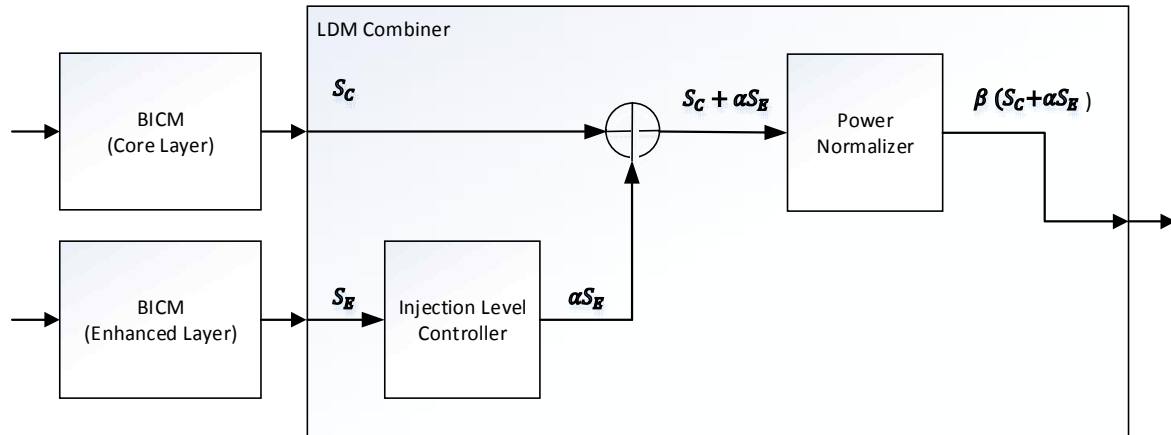 LDM Combiner
BICM
(Core Layer)
S_C
S_C + αS_E
Power
Normalizer
β (S_C+αS_E )
BICM
(Enhanced Layer)
S_E
Injection Level
Controller
αS_E